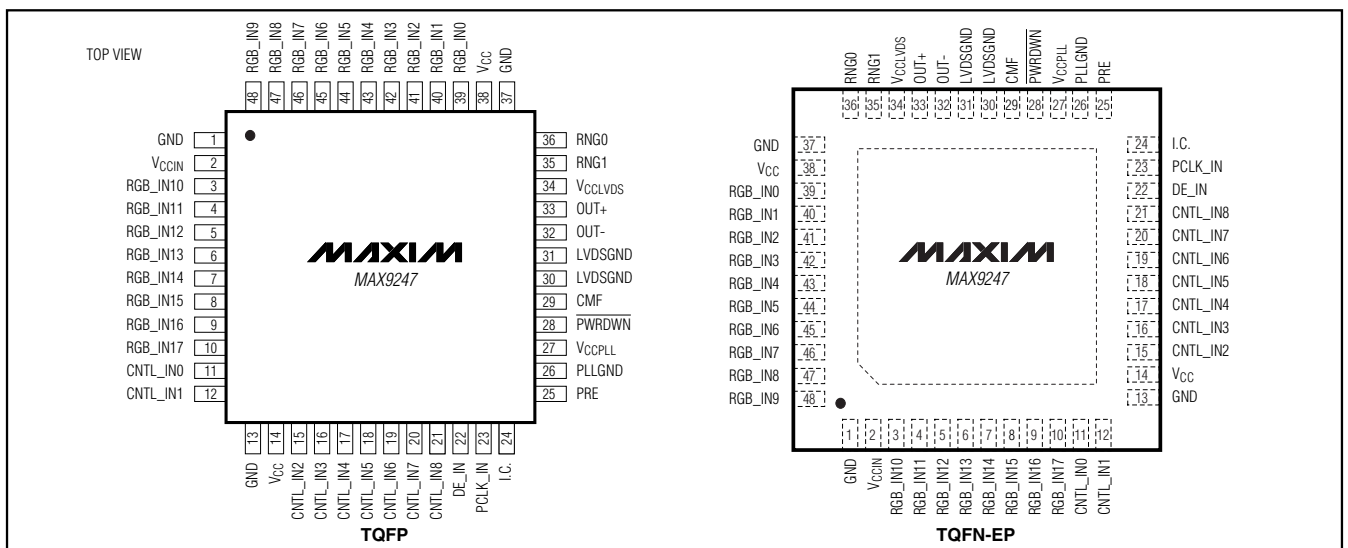 TOP VIEW
RGB_IN9
RGB_IN8
RGB_IN7
RGB_IN6
RGB_IN5
RGB_IN4
RGB_IN3
RGB_IN2
RGB_IN1
RGB_IN0
VCC
GND
48
47
46
45
44
43
42
41
40
39
38
37
GND 1
VCCIN 2
RGB_IN10 3
RGB_IN11 4
RGB_IN12 5
RGB_IN13 6
RGB_IN14 7
RGB_IN15 8
RGB_IN16 9
RGB_IN17 10
CNTL_IN0 11
CNTL_IN1 12
MAXIM
MAX9247
36 RNG0
35 RNG1
34 VCCLVDS
33 OUT+
32 OUT-
31 LVDSGND
30 LVDSGND
29 CMF
28 PWRDWN
27 VCCPLL
26 PLLGND
25 PRE
13
14
15
16
17
18
19
20
21
22
23
24
GND
VCC
CNTL_IN2
CNTL_IN3
CNTL_IN4
CNTL_IN5
CNTL_IN6
CNTL_IN7
CNTL_IN8
DE_IN
PCLK_IN
I.C.
TQFP
RNG0
RNG1
VCCLVDS
OUT+
OUT-
LVDSGND
LVDSGND
CMF
PWRDWN
VCCPLL
PLLGND
PRE
36
35
34
33
32
31
30
29
28
27
26
25
GND 37
VCC 38
RGB_IN0 39
RGB_IN1 40
RGB_IN2 41
RGB_IN3 42
RGB_IN4 43
RGB_IN5 44
RGB_IN6 45
RGB_IN7 46
RGB_IN8 47
RGB_IN9 48
MAXIM
MAX9247
24 I.C.
23 PCLK_IN
22 DE_IN
21 CNTL_IN8
20 CNTL_IN7
19 CNTL_IN6
18 CNTL_IN5
17 CNTL_IN4
16 CNTL_IN3
15 CNTL_IN2
14 VCC
13 GND
1
2
3
4
5
6
7
8
9
10
11
12
GND
VCCIN
RGB_IN10
RGB_IN11
RGB_IN12
RGB_IN13
RGB_IN14
RGB_IN15
RGB_IN16
RGB_IN17
CNTL_IN0
CNTL_IN1
TQFN-EP